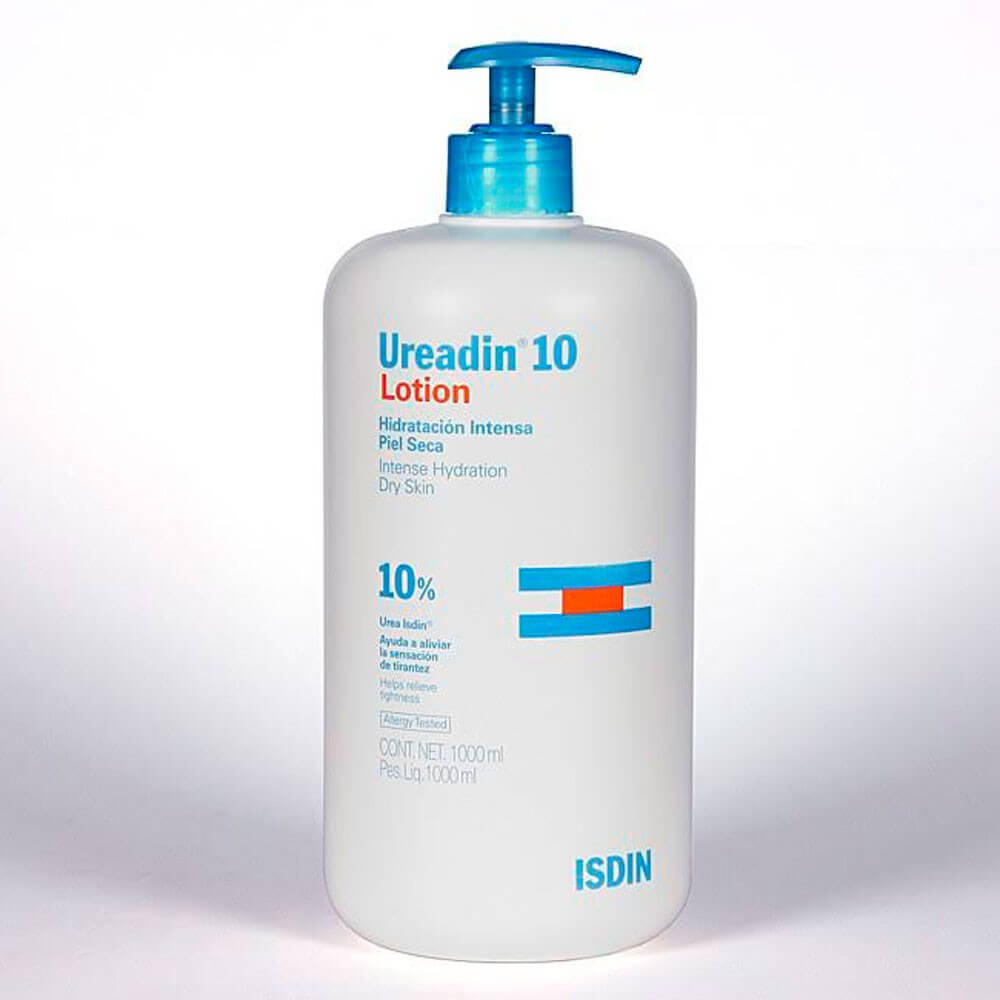 Ureadin® 10
Lotion
Hidratación Intensa
Piel Seca
Intense Hydration
Dry Skin
10%
Urea Isdin®
Ayuda a aliviar
la sensación
de tirantez
Helps relieve
tightness
Allergy Tested
CONT. NET. 1000 ml
Pes. Liq. 1000 ml
ISDIN